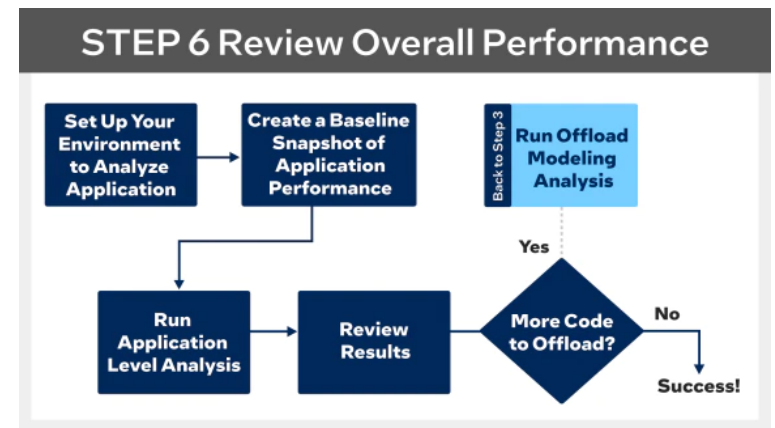 STEP 6 Review Overall Performance
Set Up Your
Environment
to Analyze
Application
Create a Baseline
Snapshot of
Application
Performance
Back to Step 3
Run Offload
Modeling
Analysis
Yes
Run
Application
Level Analysis
Review
Results
More Code
to Offload?
No
Success!